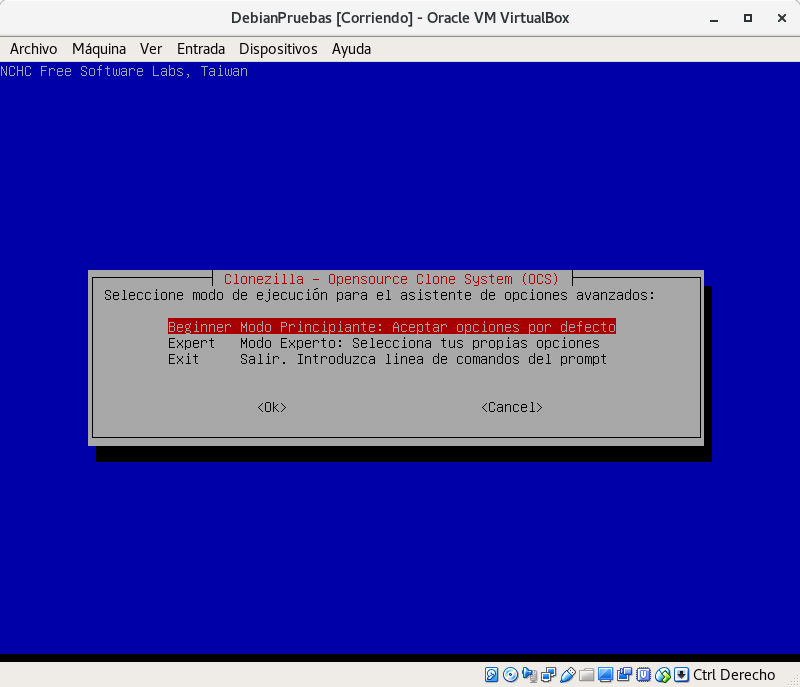 DebianPruebas [Corriendo] - Oracle VM VirtualBox
Archivo Máquina Ver Entrada Dispositivos Ayuda
NCHC Free Software Labs, Taiwan
Clonezilla - Opensource Clone System (OCS)
Seleccione modo de ejecución para el asistente de opciones avanzados:
Beginner Modo Principiante: Aceptar opciones por defecto
Expert Modo Experto: Selecciona tus propias opciones
Exit Salir. Introduzca linea de comandos del prompt
<Ok> <Cancel>
Ctrl Derecho